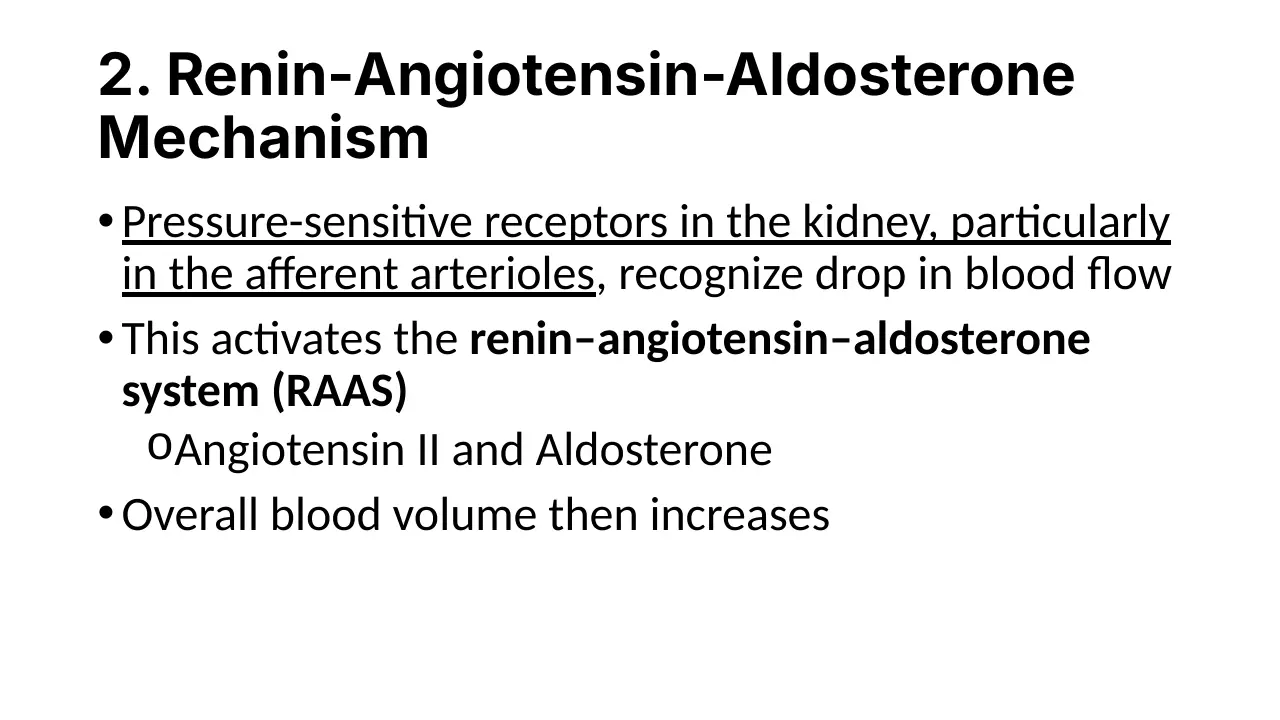 2. Renin-Angiotensin-Aldosterone
Mechanism
• Pressure-sensitive receptors in the kidney, particularly
in the afferent arterioles, recognize drop in blood flow
• This activates the renin–angiotensin–aldosterone
system (RAAS)
o Angiotensin II and Aldosterone
• Overall blood volume then increases